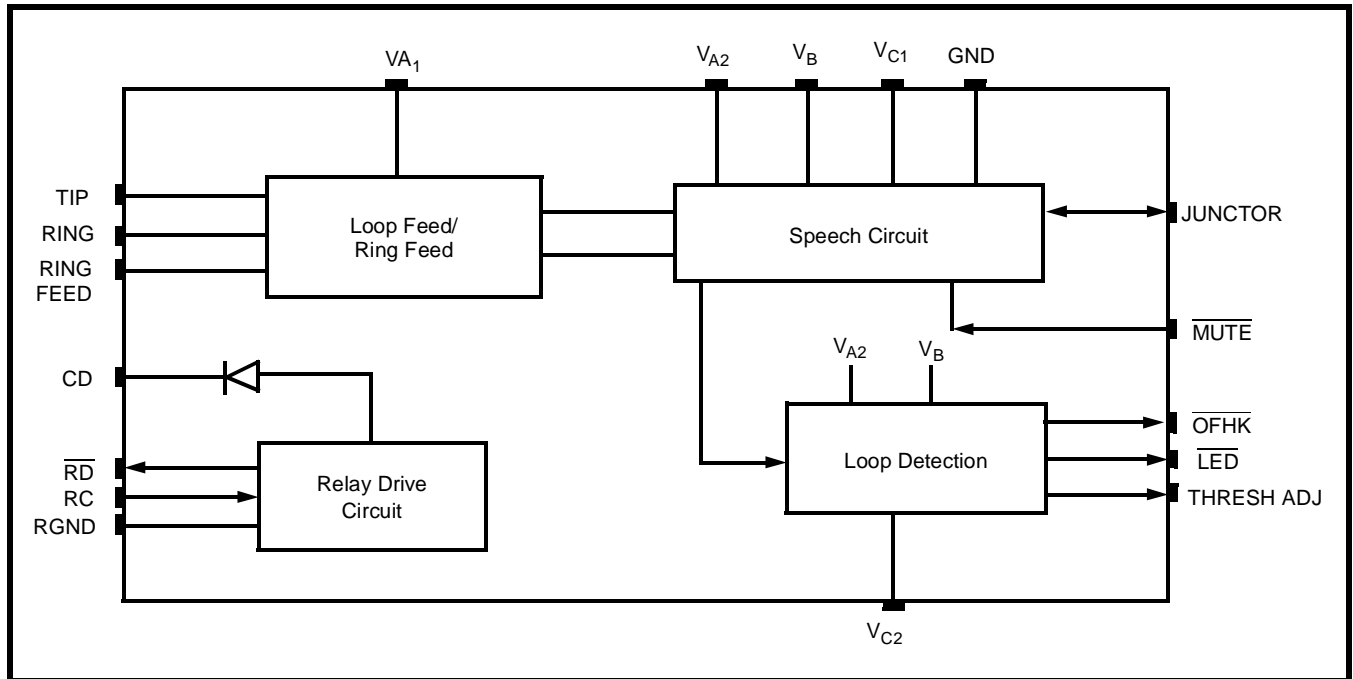 VA1
VA2
VB
VC1
GND
TIP
RING
RING
FEED
Loop Feed/
Ring Feed
Speech Circuit
JUNCTOR
MUTE
CD
VA2
VB
OFHK
LED
THRESH ADJ
Loop Detection
RD
RC
RGND
Relay Drive
Circuit
VC2